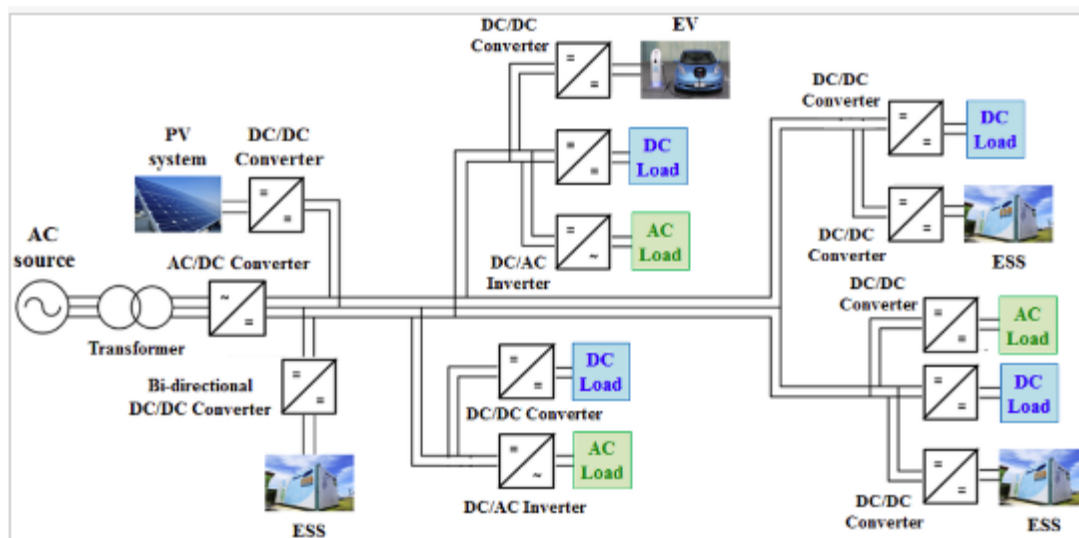 DC/DC
Converter
EV
DC/DC
Converter
DC
Load
PV
system
DC/DC
Converter
DC
Load
AC
source
AC/DC Converter
AC
Load
DC/AC
Inverter
DC/DC
Converter
ESS
DC/DC
Converter
AC
Load
Transformer
Bi-directional
DC/DC Converter
DC
Load
DC/DC Converter
DC
Load
AC
Load
DC/AC Inverter
DC/DC
Converter
ESS
ESS